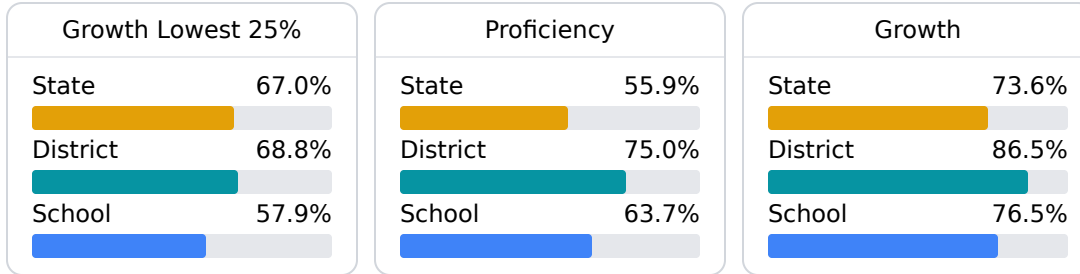 Growth Lowest 25%
State 67.0%
District 68.8%
School 57.9%
Proficiency
State 55.9%
District 75.0%
School 63.7%
Growth
State 73.6%
District 86.5%
School 76.5%